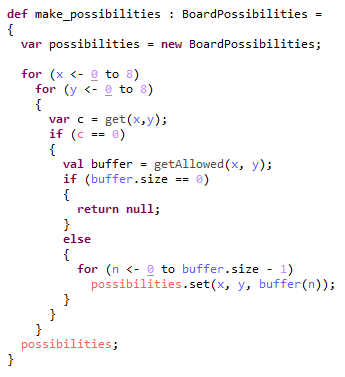 def make_possibilities : BoardPossibilities =
{
  var possibilities = new BoardPossibilities;

  for (x <- 0 to 8)
    for (y <- 0 to 8)
    {
      var c = get(x,y);
      if (c == 0)
      {
        val buffer = getAllowed(x, y);
        if (buffer.size == 0)
        {
          return null;
        }
        else
        {
          for (n <- 0 to buffer.size - 1)
            possibilities.set(x, y, buffer(n));
        }
      }
    }
  possibilities;
}